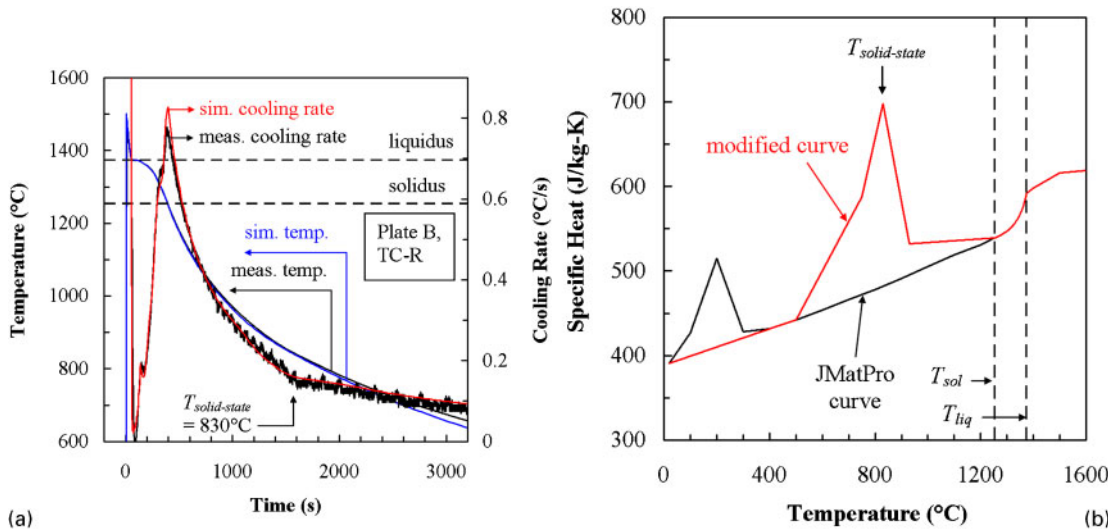 1600
1400
1200
1000
800
600
Temperature (°C)
sim. cooling rate
meas. cooling rate
liquidus
solidus
Plate B,
TC-R
sim. temp.
meas. temp.
T solid-state
= 830°C
0.8
0.6
0.4
0.2
0
Cooling Rate (°C/s)
0 1000 2000 3000
Time (s)
(a)
800
700
600
500
400
300
Specific Heat (J/kg-K)
T solid-state
modified curve
JMatPro
curve
T sol
T liq
0 400 800 1200 1600
Temperature (°C)
(b)